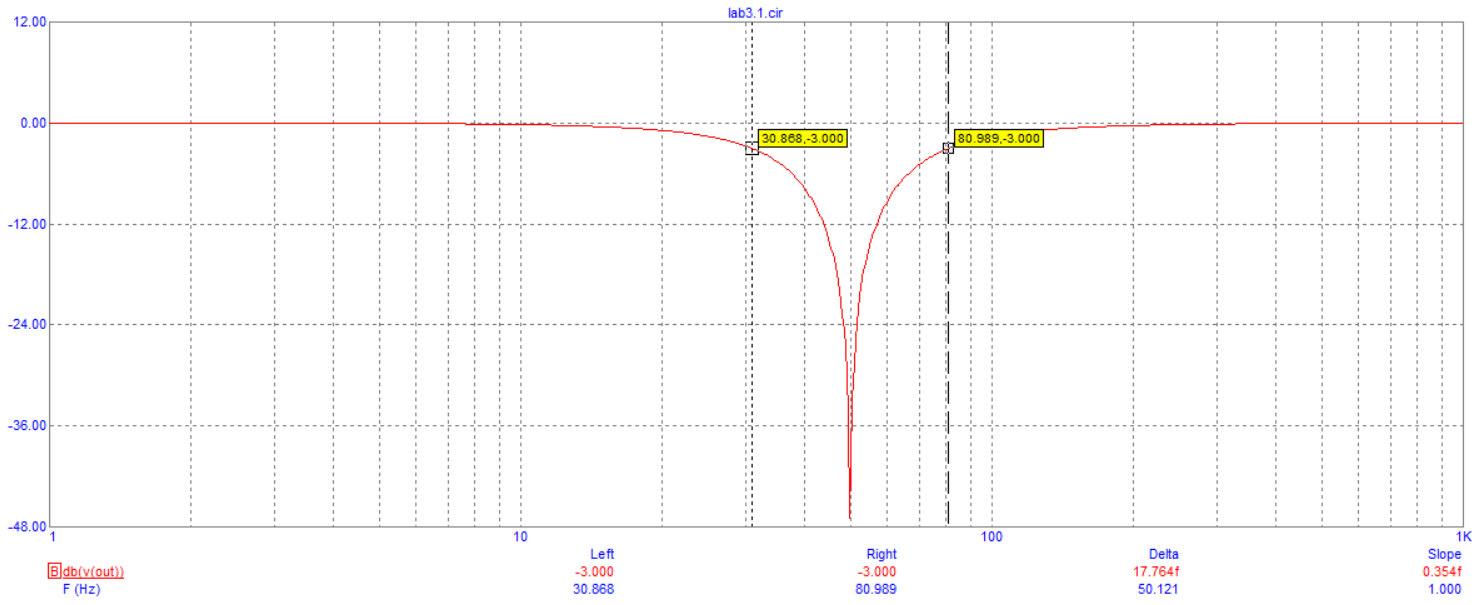 lab3.1.cir
12.00
0.00
30.868,-3.000 80.989,-3.000
-12.00
-24.00
-36.00
-48.00
1 10 100 1K
Left Right Delta Slope
B db(v(out)) -3.000 -3.000 17.764f 0.354f
F (Hz) 30.868 80.989 50.121 1.000